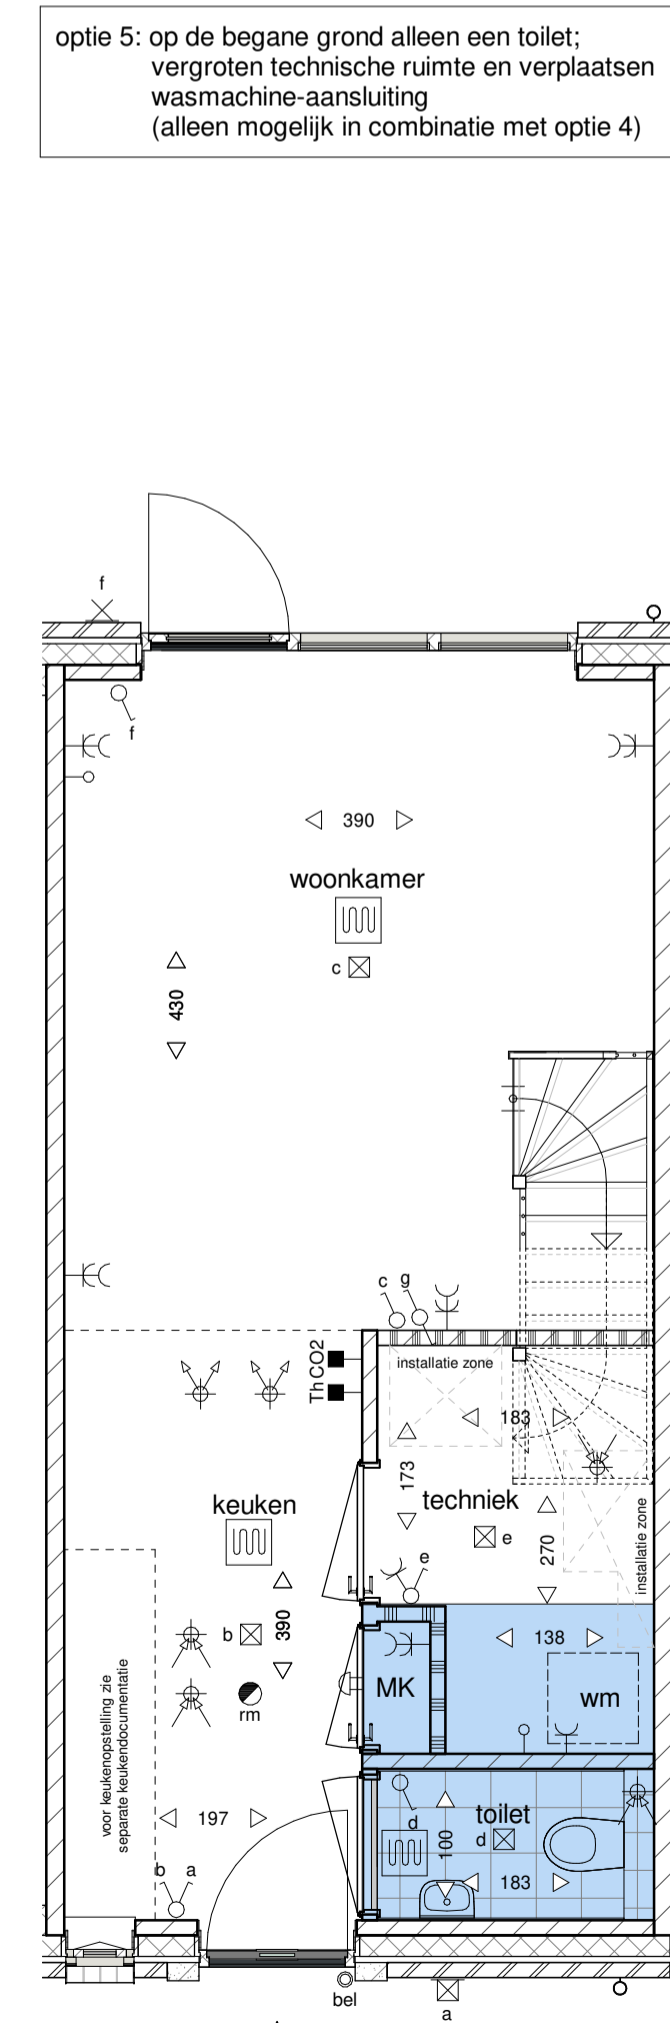 optie 5: op de begane grond alleen een toilet;
vergroten technische ruimte en verplaatsen
wasmachine-aansluiting
(alleen mogelijk in combinatie met optie 4)
f
f
390
woonkamer
c
430
c g
Th CO2
installatie zone
183
173
techniek
keuken
e
270
installatie zone
e
b
390
138
MK
wm
rm
voor keukenopstelling zie
separate keukendocumentatie
toilet
d
d
100
197
183
b a
bel
a